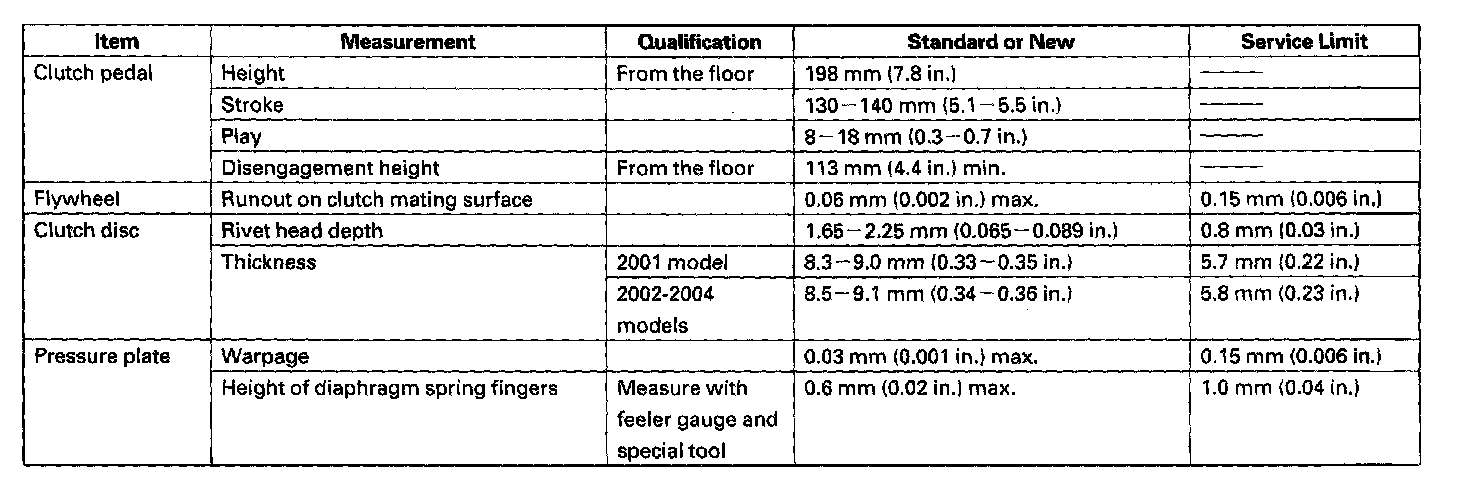 Item Measurement Qualification Standard or New Service Limit
Clutch pedal Height From the floor 198 mm (7.8 in.) ———
Stroke 130－140 mm (5.1－5.5 in.) ———
Play 8－18 mm (0.3－0.7 in.) ———
Disengagement height From the floor 113 mm (4.4 in.) min. ———
Flywheel Runout on clutch mating surface 0.06 mm (0.002 in.) max. 0.15 mm (0.006 in.)
Clutch disc Rivet head depth 1.65－2.25 mm (0.065－0.089 in.) 0.8 mm (0.03 in.)
Thickness 2001 model 8.3－9.0 mm (0.33－0.35 in.) 5.7 mm (0.22 in.)
2002-2004 8.5－9.1 mm (0.34－0.36 in.) 5.8 mm (0.23 in.)
models
Pressure plate Warpage 0.03 mm (0.001 in.) max. 0.15 mm (0.006 in.)
Height of diaphragm spring fingers Measure with 0.6 mm (0.02 in.) max. 1.0 mm (0.04 in.)
feeler gauge and
special tool